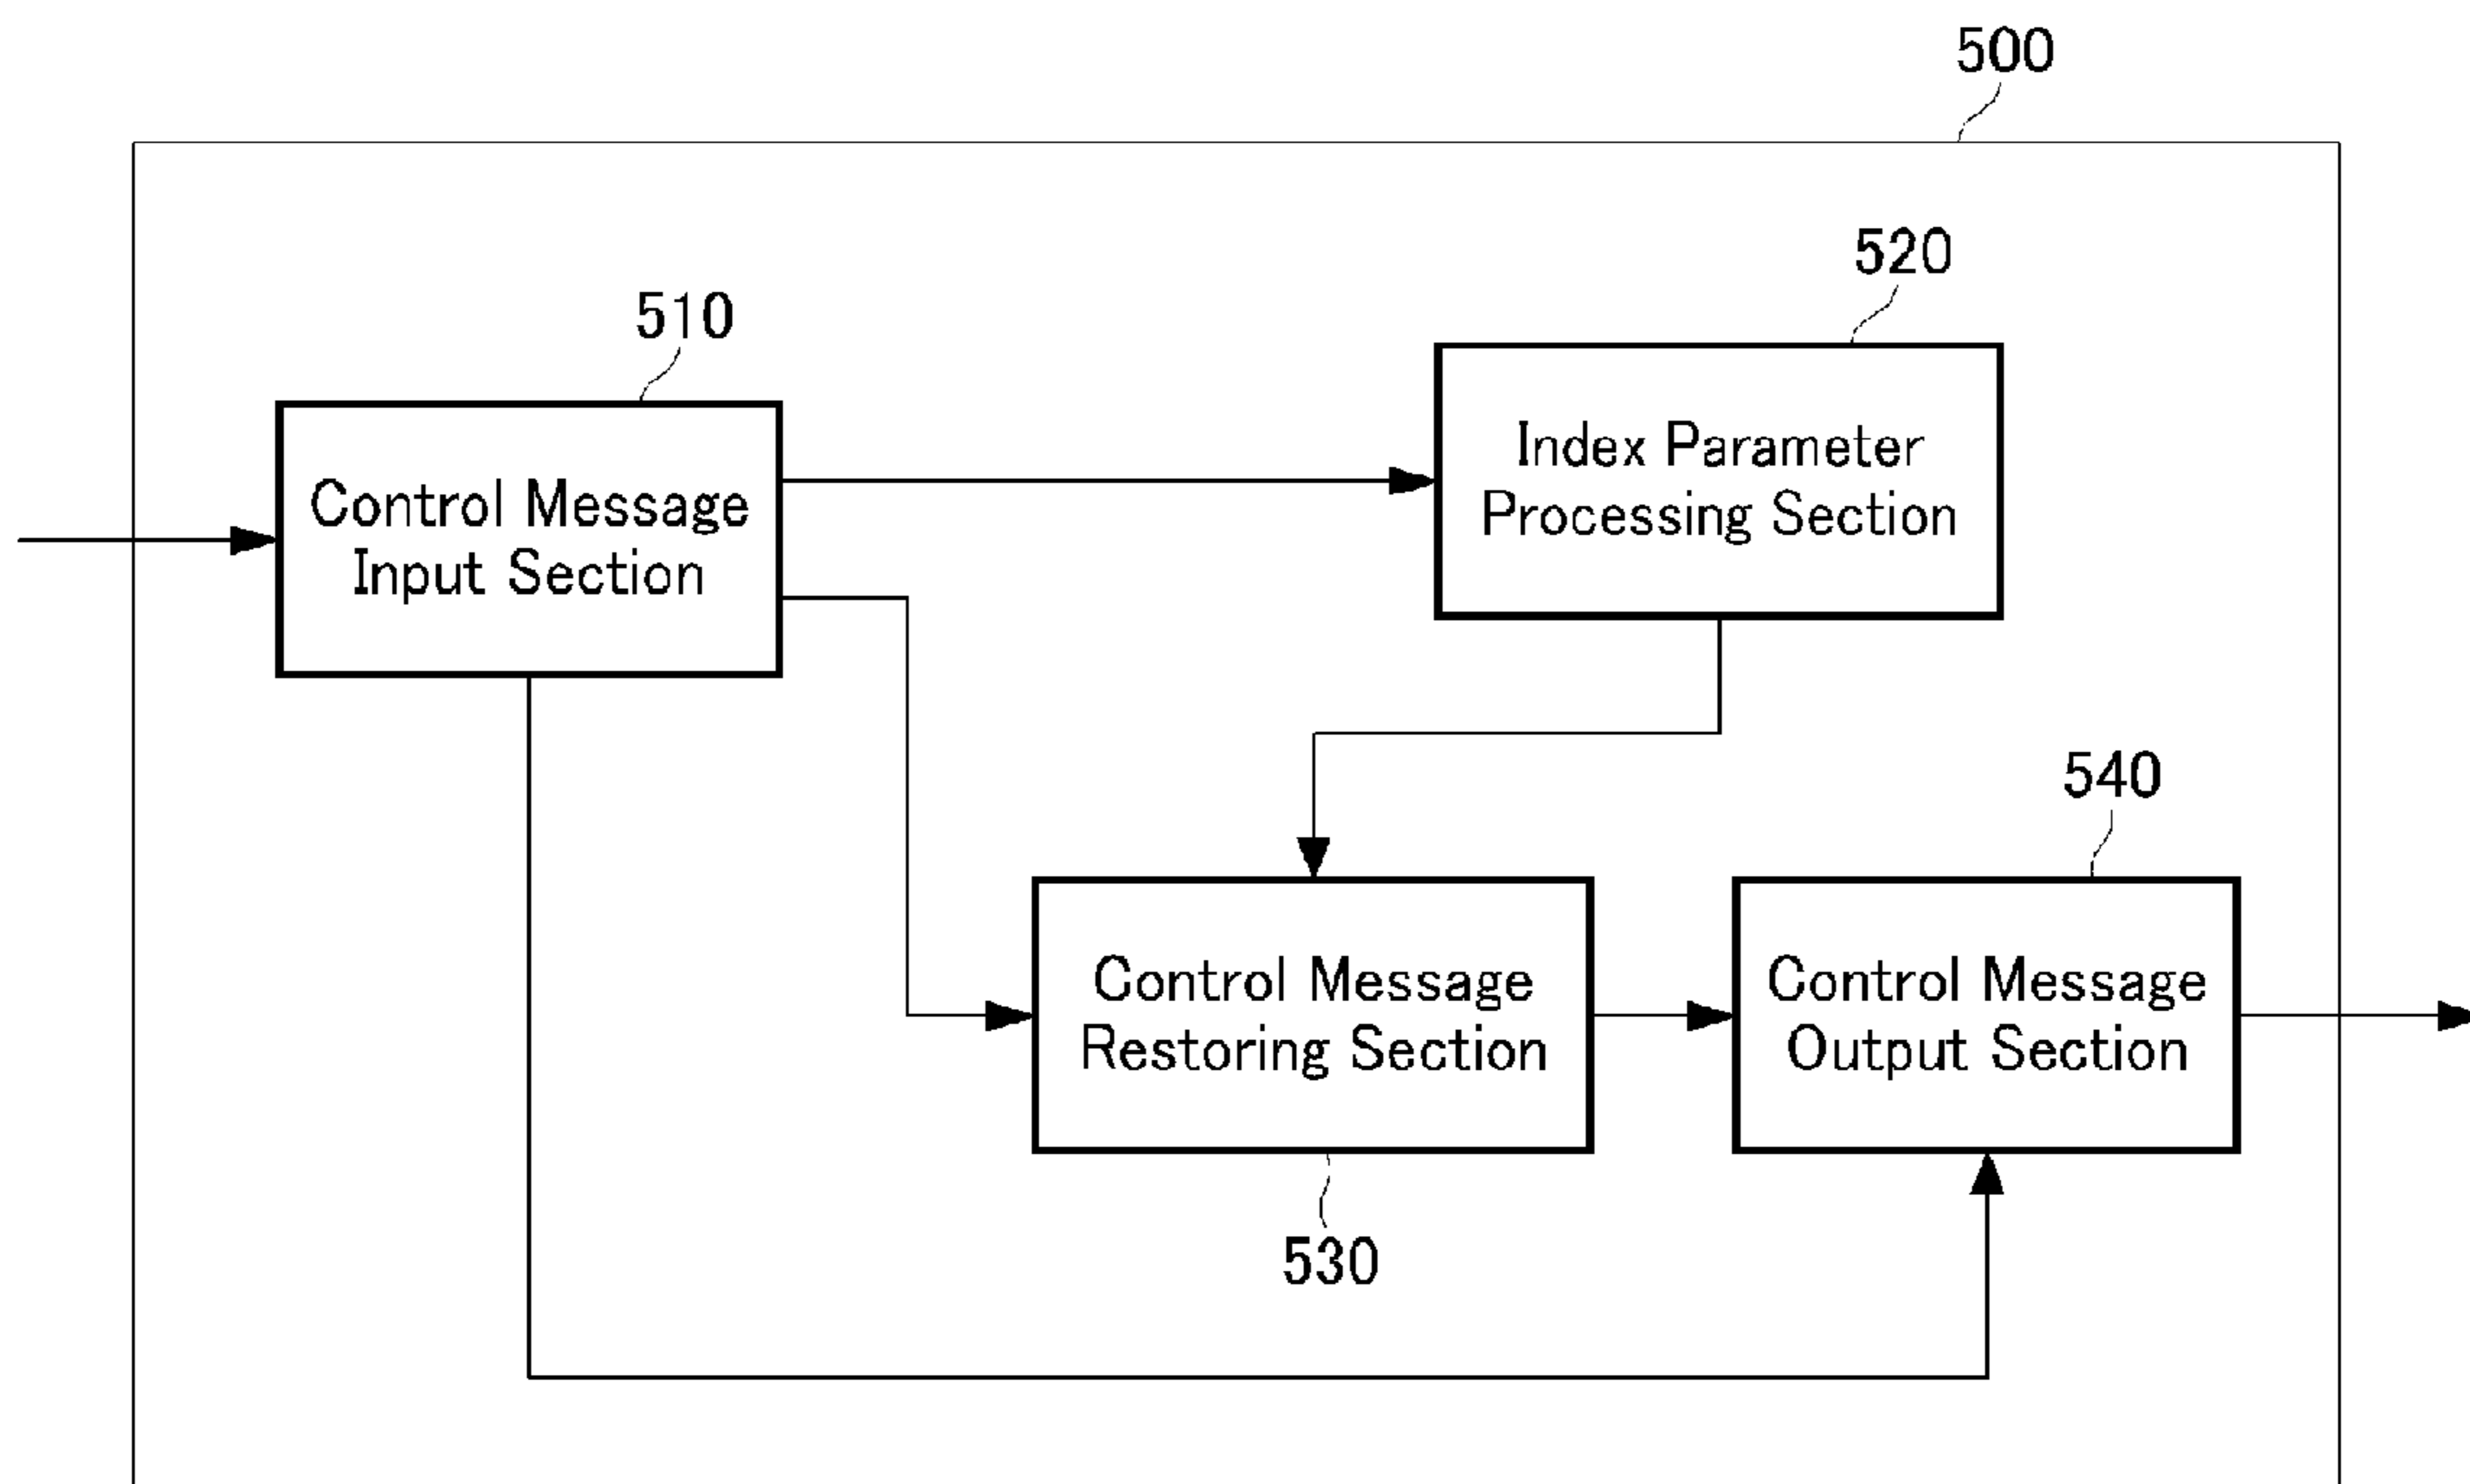 500
520
510
Index Parameter
Processing Section
Control Message
Input Section
540
Control Message
Restoring Section
Control Message
Output Section
530